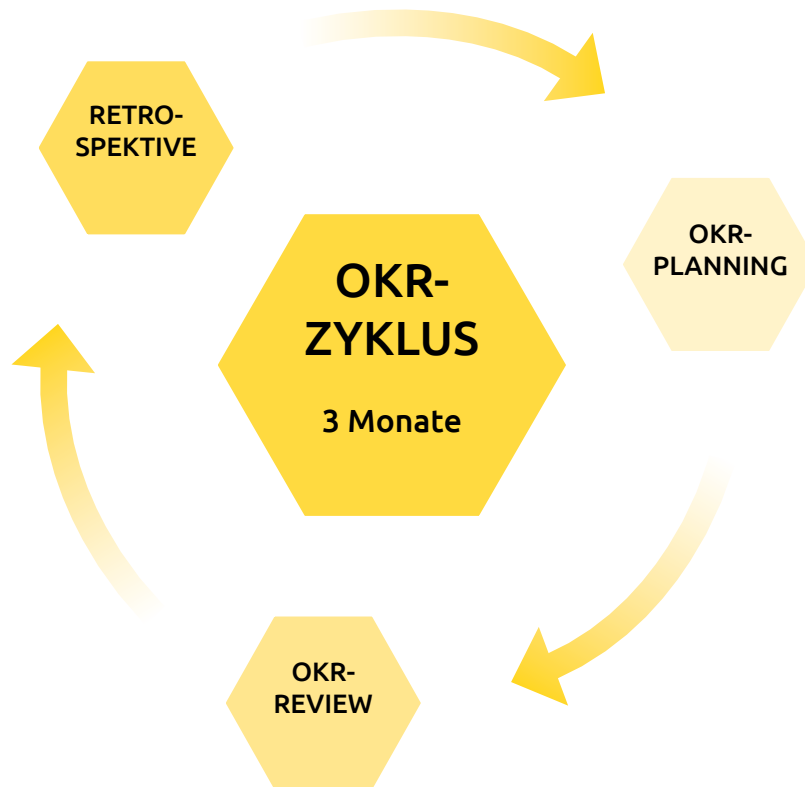 RETRO-
SPEKTIVE
OKR-
PLANNING
OKR-
ZYKLUS
3 Monate
OKR-
REVIEW